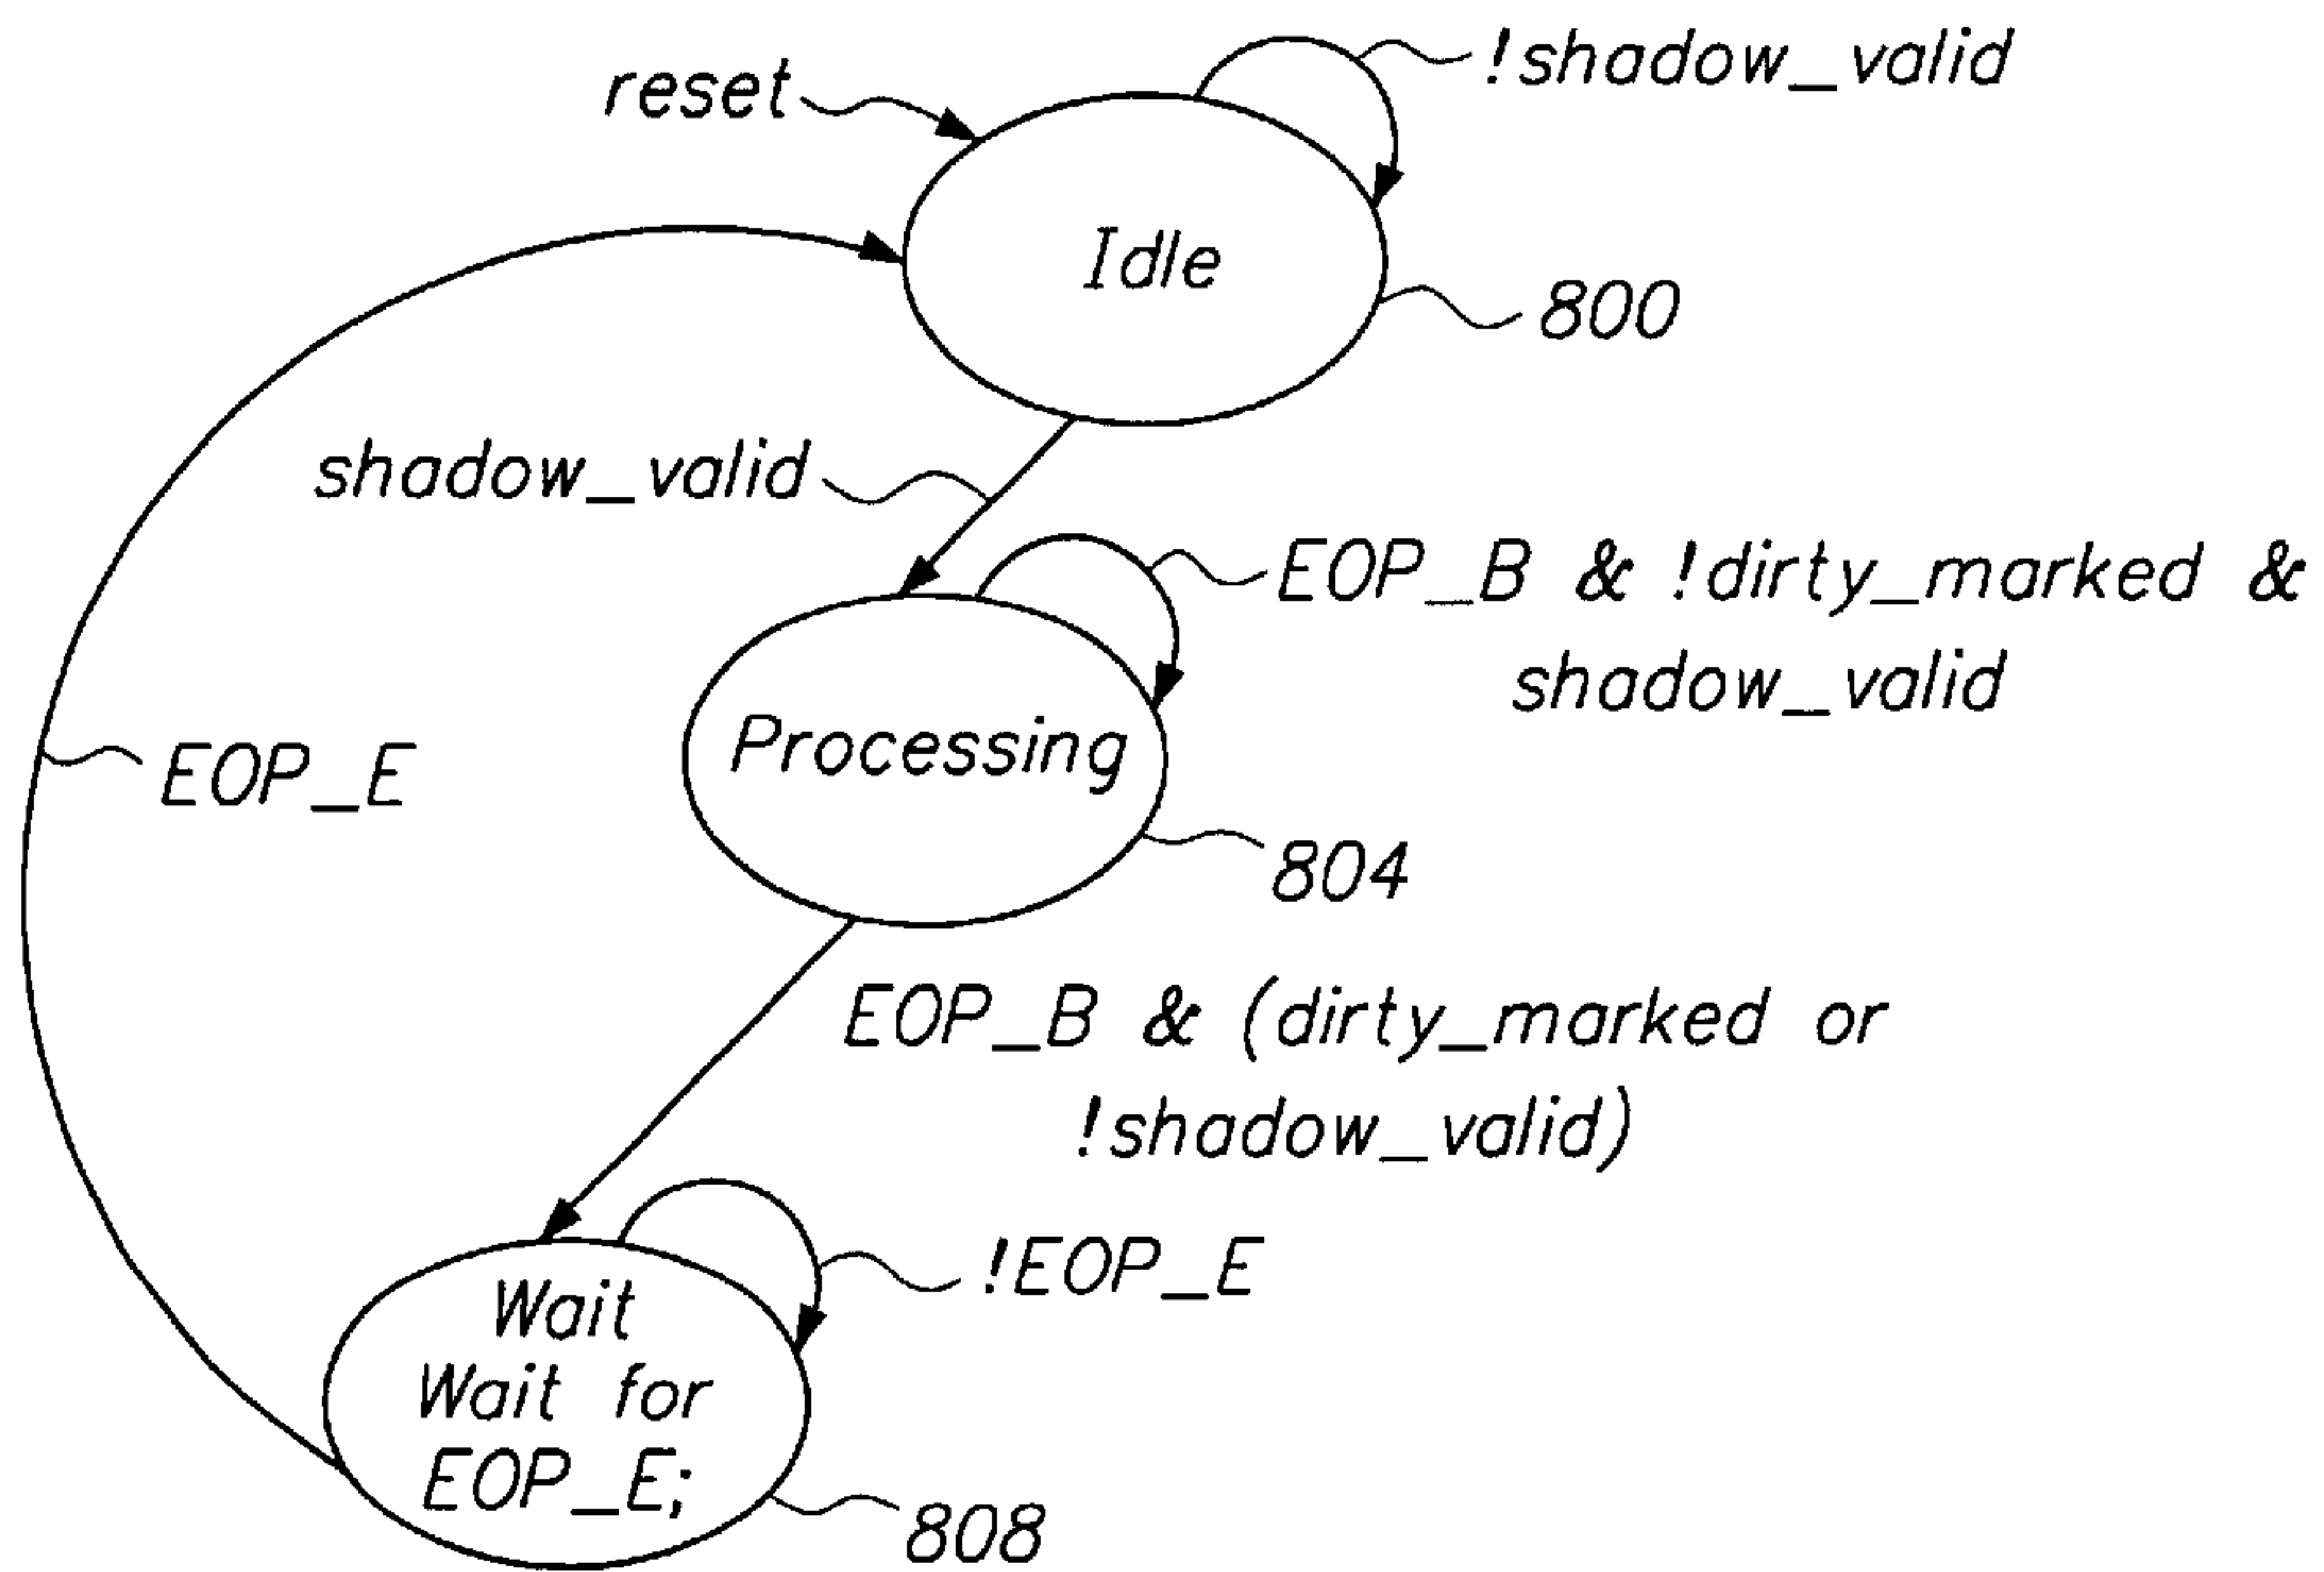 !shadow_valid
reset
Idle
800
shadow_valid
EOP_B & !dirty_marked &
shadow_valid
Processing
EOP_E
804
EOP_B & (dirty_marked or
!shadow_valid)
!EOP_E
Wait
Wait for
EOP_E;
808